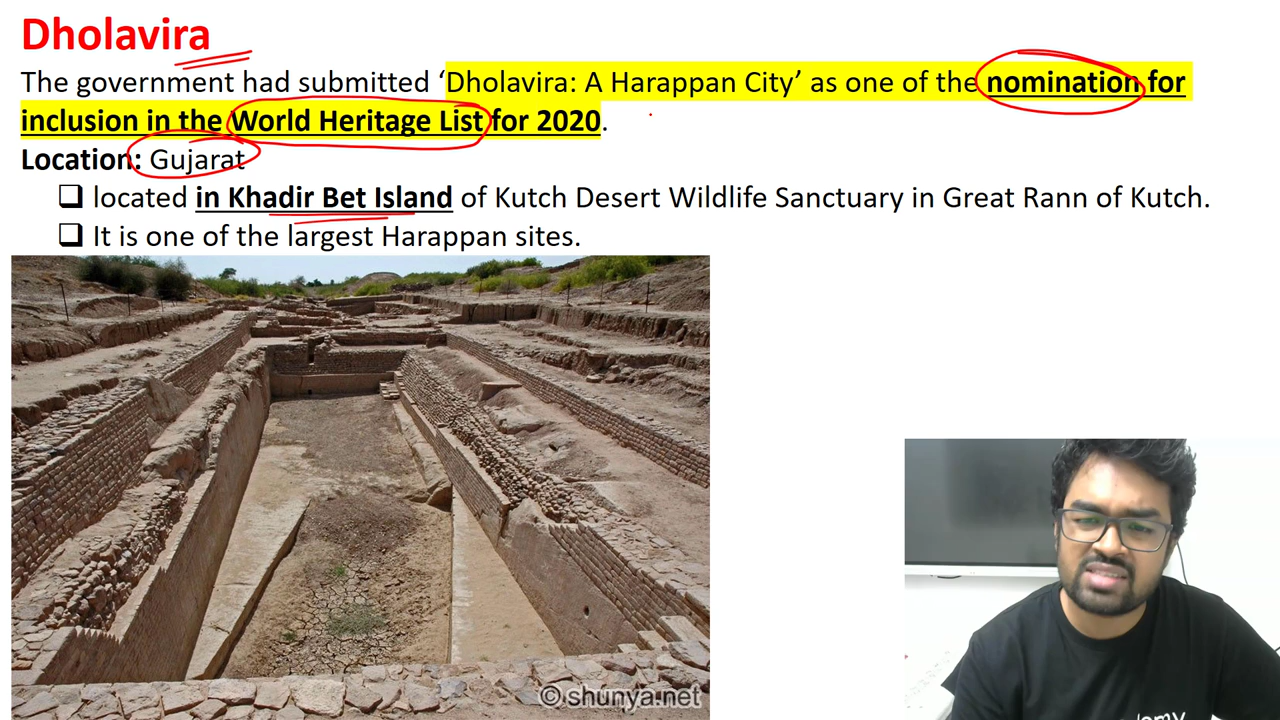 Dholavira
The government had submitted ‘Dholavira: A Harappan City’ as one of the nomination for
inclusion in the World Heritage List for 2020.
Location: Gujarat
❑ located in Khadir Bet Island of Kutch Desert Wildlife Sanctuary in Great Rann of Kutch.
❑ It is one of the largest Harappan sites.
© shunya.net